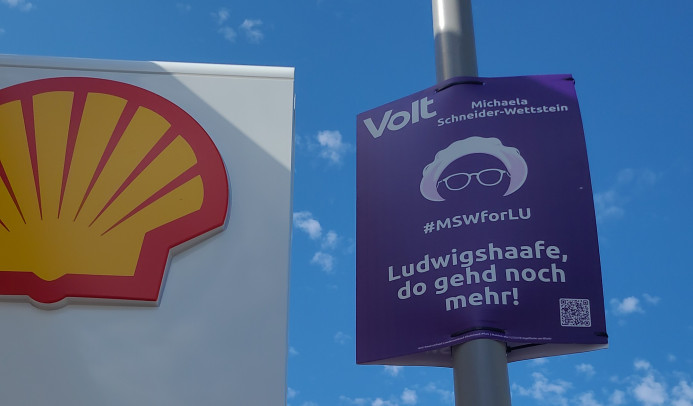 Volt
Michaela
Schneider-Wettstein
#MSWforLU
Ludwigshaafe,
do gehd noch
mehr!